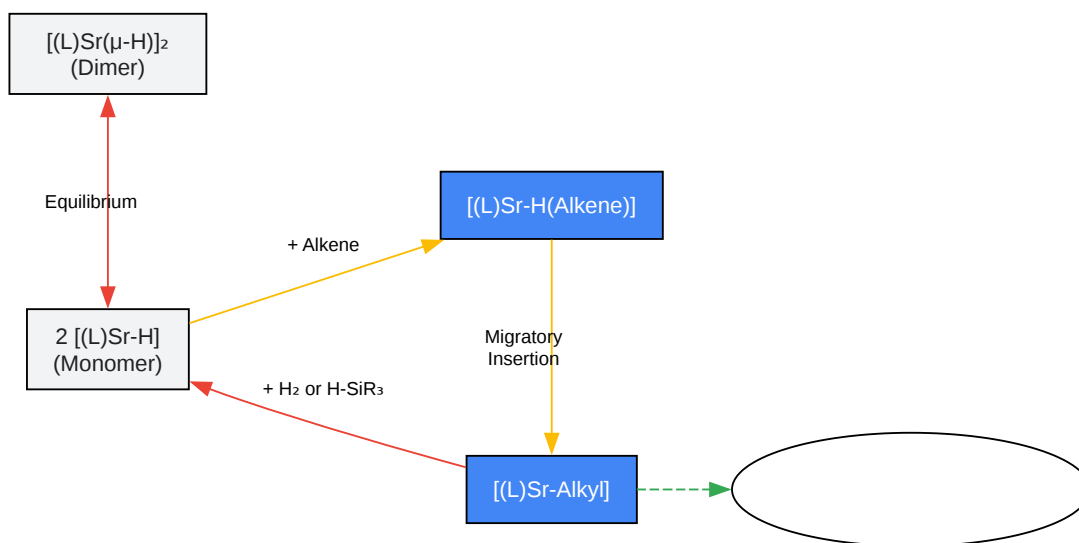 [(L)Sr(μ-H)]₂
(Dimer)
Equilibrium
[(L)Sr-H(Alkene)]
+ Alkene
2 [(L)Sr-H]
(Monomer)
Migratory
Insertion
+ H₂ or H-SiR₃
[(L)Sr-Alkyl]